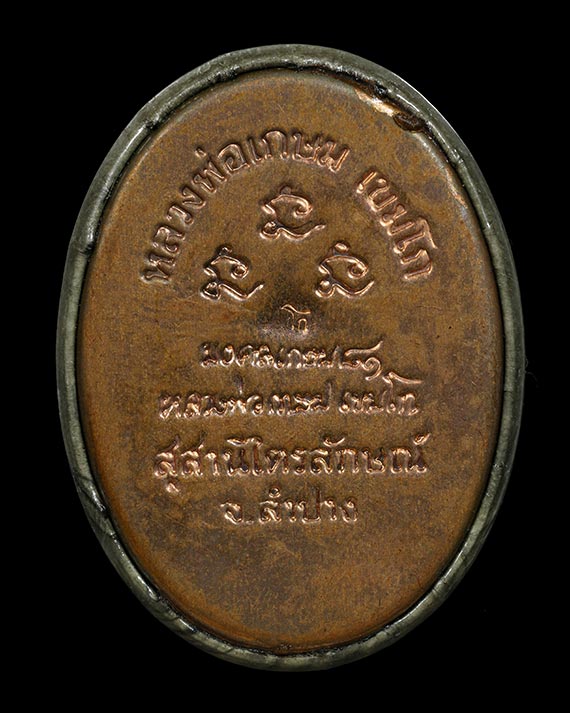 หลวงพ่อเกษม เขมโก
โก
มงคลเกษม ๘๑
หลวงพ่อเกษม เขมโก
สุสานไตรลักษณ์
จ.ลำปาง